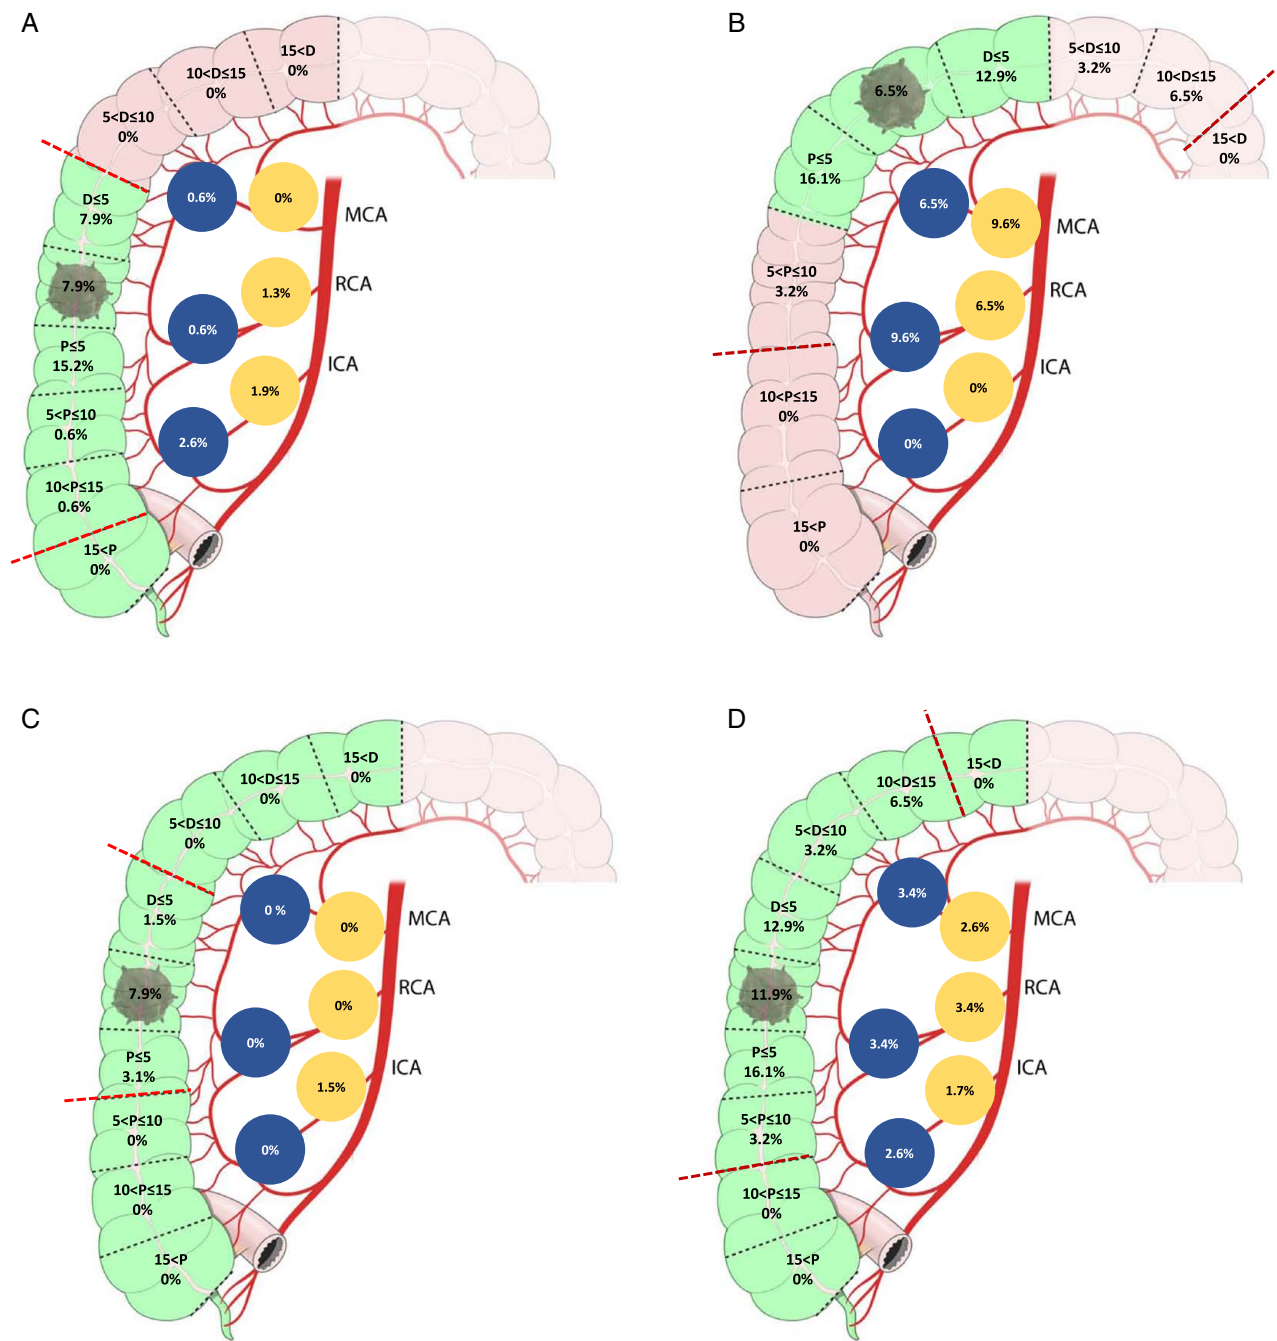 A
15<D
0%
10<D≤15
0%
5<D≤10
0%
D≤5
7.9%
0.6%
0%
MCA
7.9%
1.3%
RCA
0.6%
P≤5
15.2%
ICA
1.9%
5<P≤10
0.6%
2.6%
10<P≤15
0.6%
15<P
0%
B
D≤5
12.9%
5<D≤10
3.2%
10<D≤15
6.5%
6.5%
15<D
0%
P≤5
16.1%
6.5%
9.6%
MCA
5<P≤10
3.2%
RCA
6.5%
9.6%
ICA
0%
10<P≤15
0%
0%
15<P
0%
C
15<D
0%
10<D≤15
0%
5<D≤10
0%
D≤5
1.5%
0 %
0%
MCA
7.9%
RCA
0%
0%
P≤5
3.1%
ICA
1.5%
5<P≤10
0%
0%
10<P≤15
0%
15<P
0%
D
15<D
0%
10<D≤15
6.5%
5<D≤10
3.2%
3.4%
D≤5
12.9%
2.6%
MCA
11.9%
RCA
3.4%
3.4%
P≤5
16.1%
ICA
1.7%
5<P≤10
3.2%
2.6%
10<P≤15
0%
15<P
0%